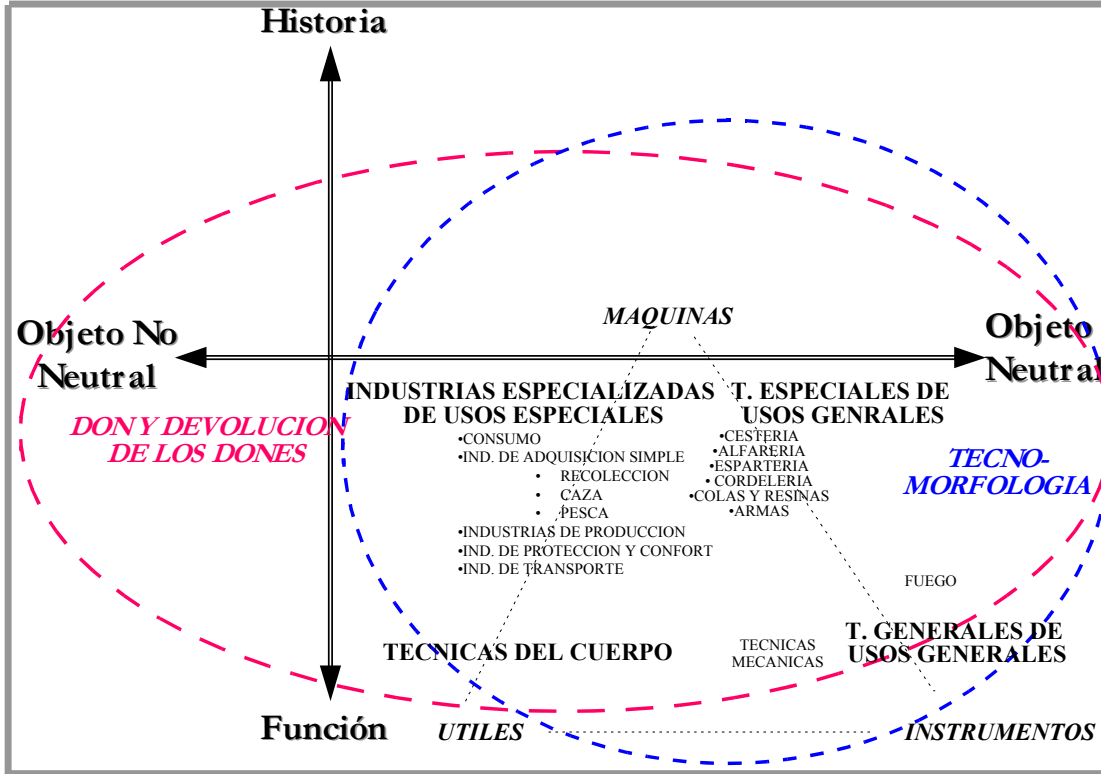 Historia
MAQUINAS
Objeto No
Neutral
Objeto
Neutral
INDUSTRIAS ESPECIALIZADAS
DE USOS ESPECIALES
T. ESPECIALES DE
USOS GENRALES
DON Y DEVOLUCION
DE LOS DONES
•CONSUMO
•IND. DE ADQUISICION SIMPLE
• RECOLECCION
• CAZA
• PESCA
•INDUSTRIAS DE PRODUCCION
•IND. DE PROTECCION Y CONFORT
•IND. DE TRANSPORTE
•CESTERIA
•ALFARERIA
•ESPARTERIA
• CORDELERIA
•COLAS Y RESINAS
•ARMAS
TECNO-
MORFOLOGIA
FUEGO
TECNICAS DEL CUERPO
TECNICAS
MECANICAS
T. GENERALES DE
USOS GENERALES
Función
UTILES
INSTRUMENTOS